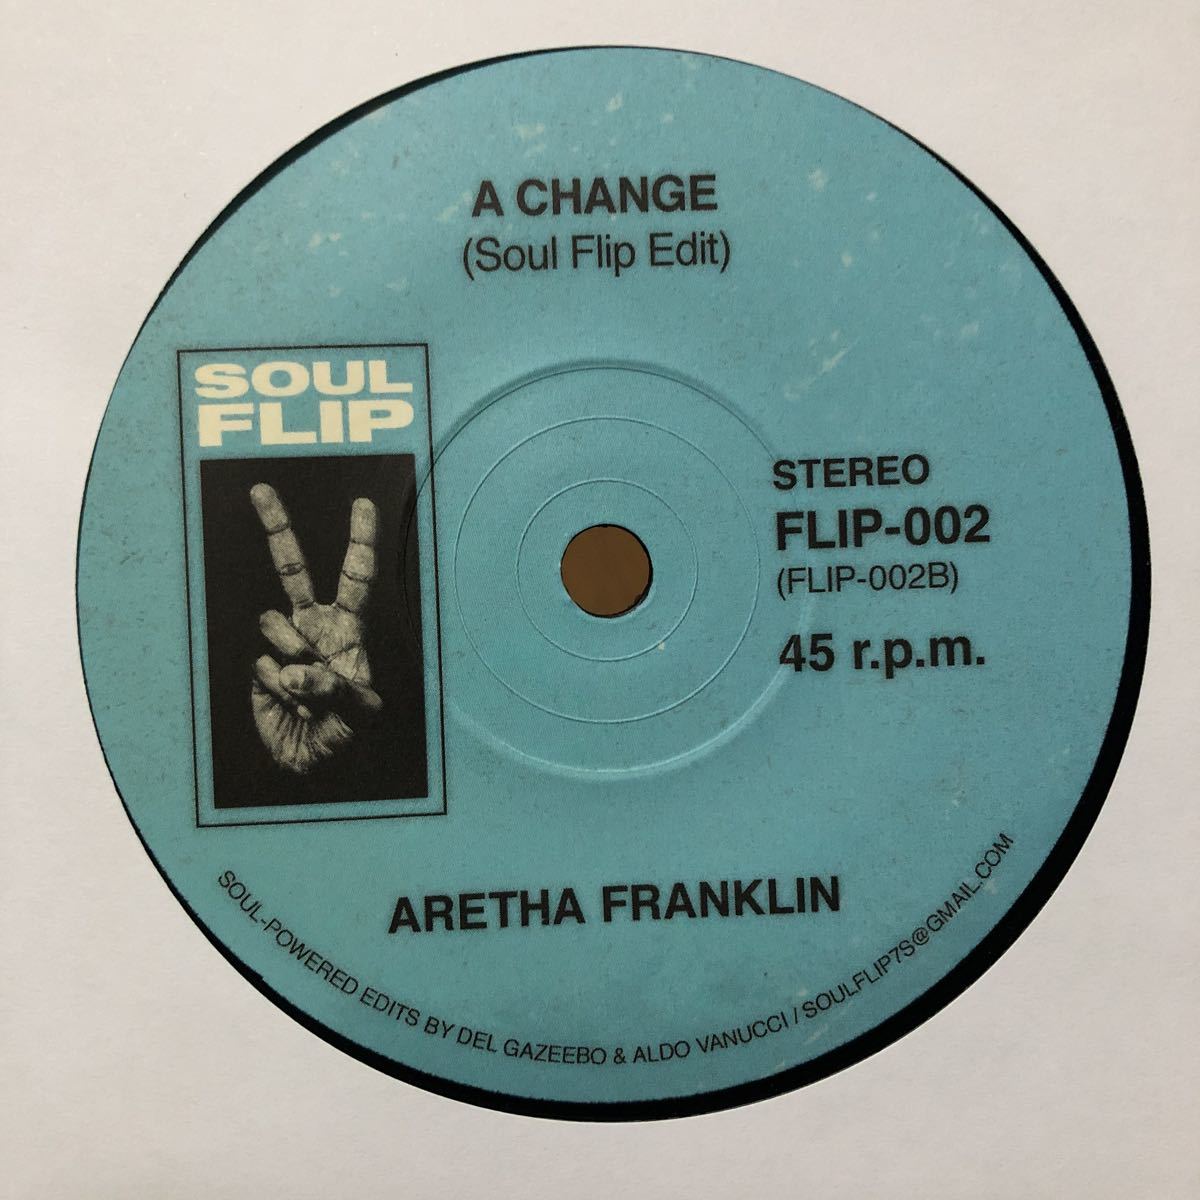 A CHANGE
(Soul Flip Edit)
SOUL
FLIP
STEREO
FLIP-002
(FLIP-002B)
45 r.p.m.
ARETHA FRANKLIN
SOUL-POWERED EDITS BY DEL GAZEEBO & ALDO VANUCCI / SOULFLIP7S@GMAIL.COM